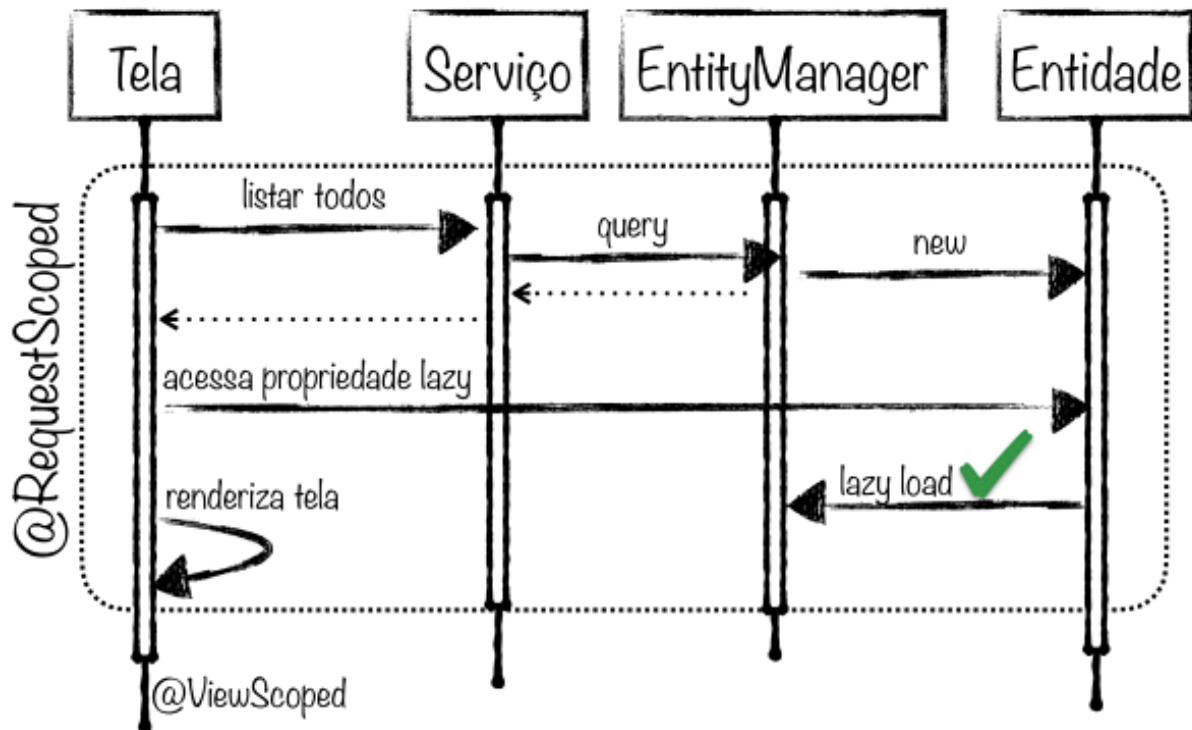 Tela
Serviço
EntityManager
Entidade
@RequestScoped
listar todos
query
new
acessa propriedade lazy
lazy load
renderiza tela
@ViewScoped